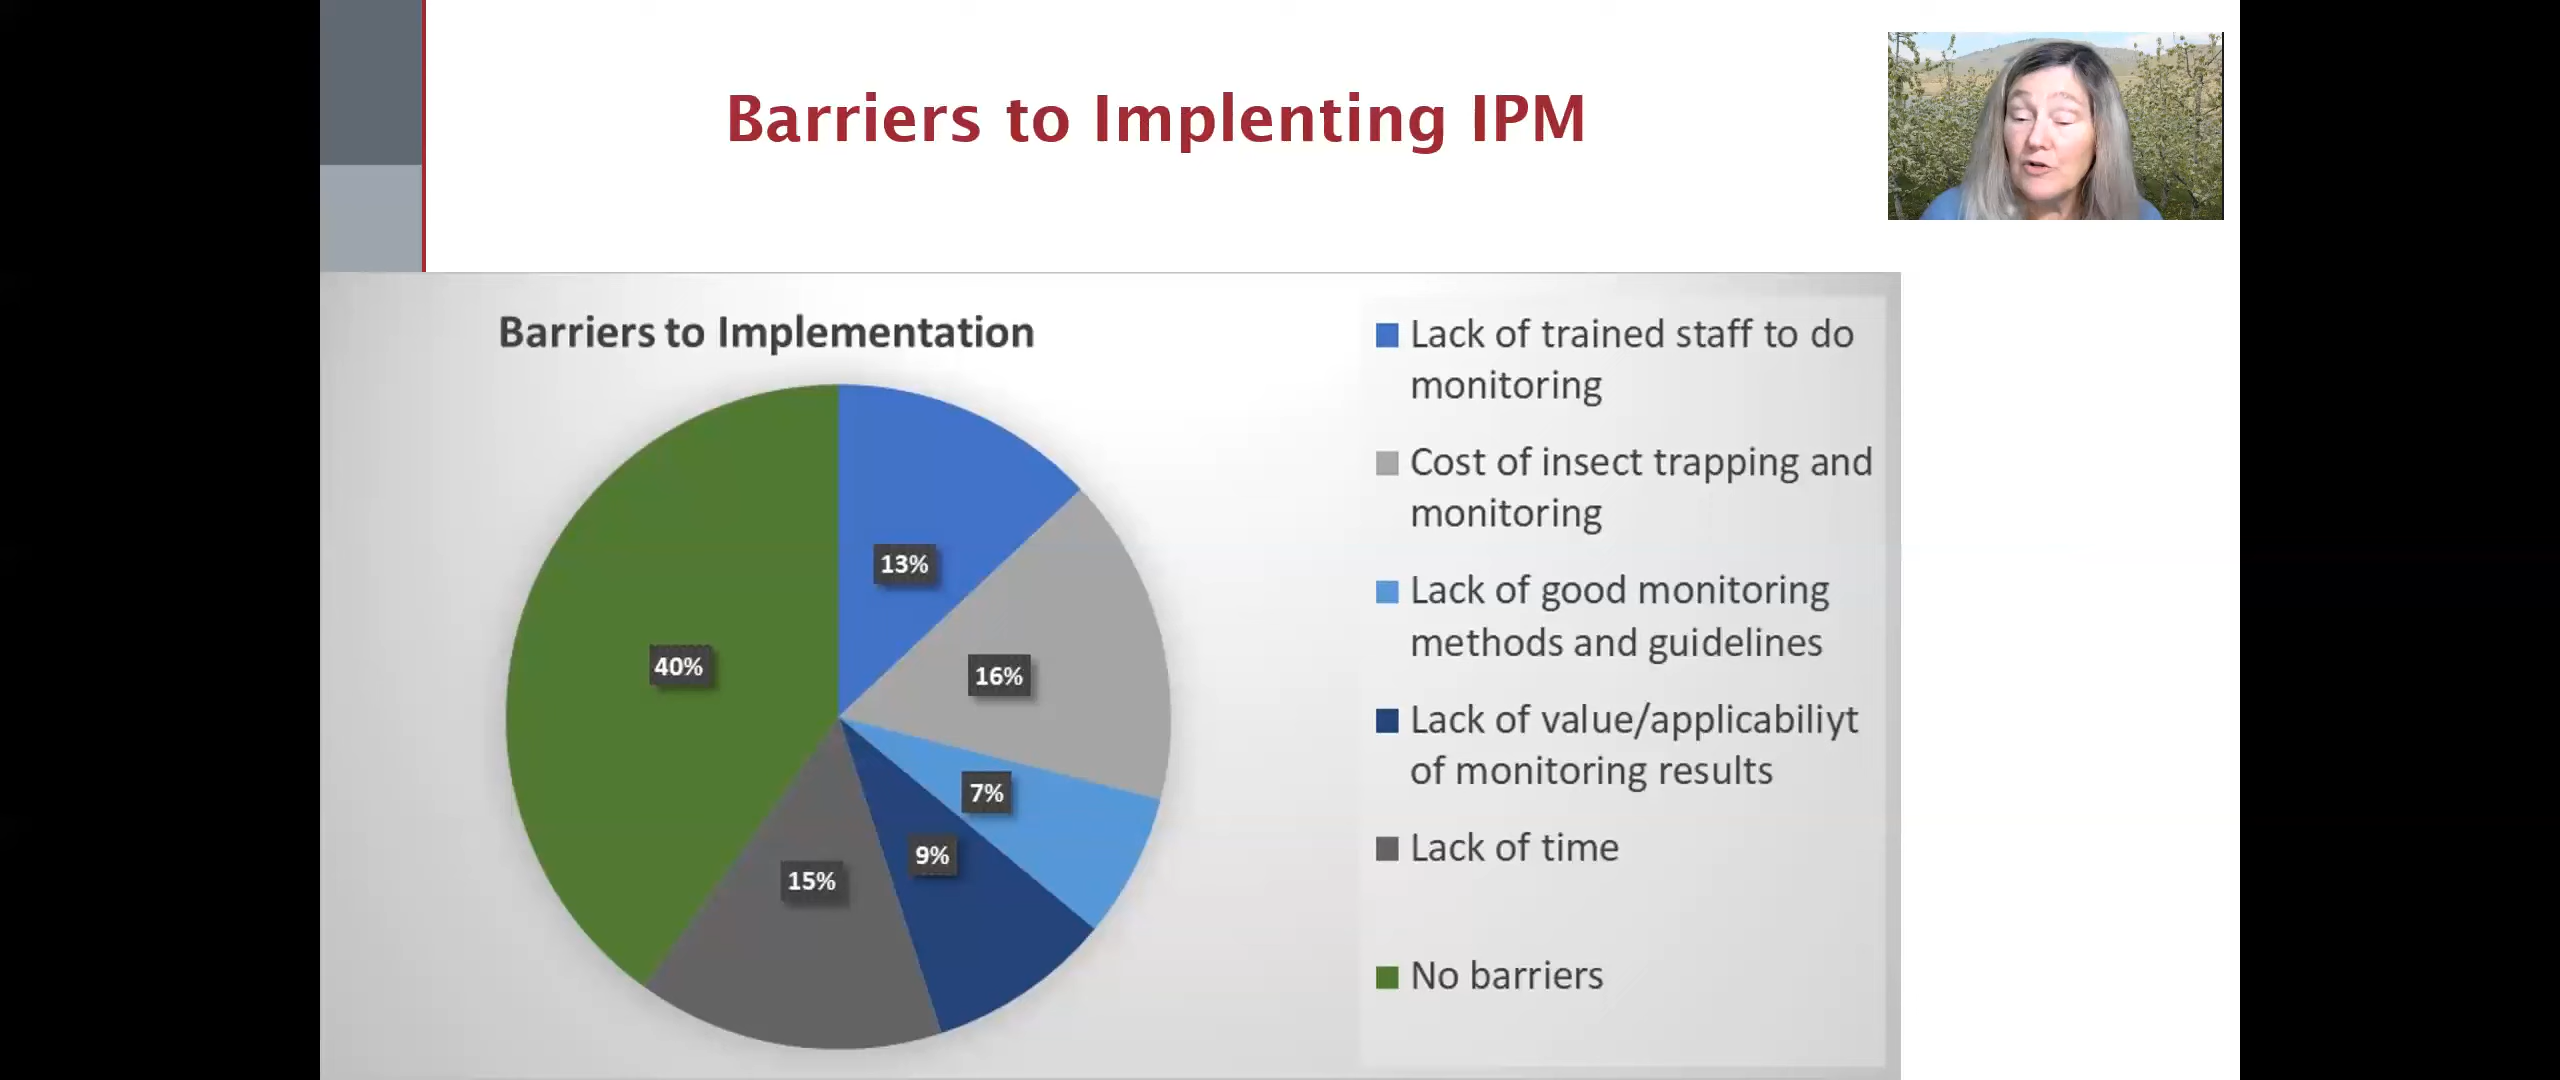 Barriers to Implenting IPM
Barriers to Implementation
13%
16%
7%
9%
15%
40%
Lack of trained staff to do
monitoring
Cost of insect trapping and
monitoring
Lack of good monitoring
methods and guidelines
Lack of value/applicabiliyt
of monitoring results
Lack of time
No barriers